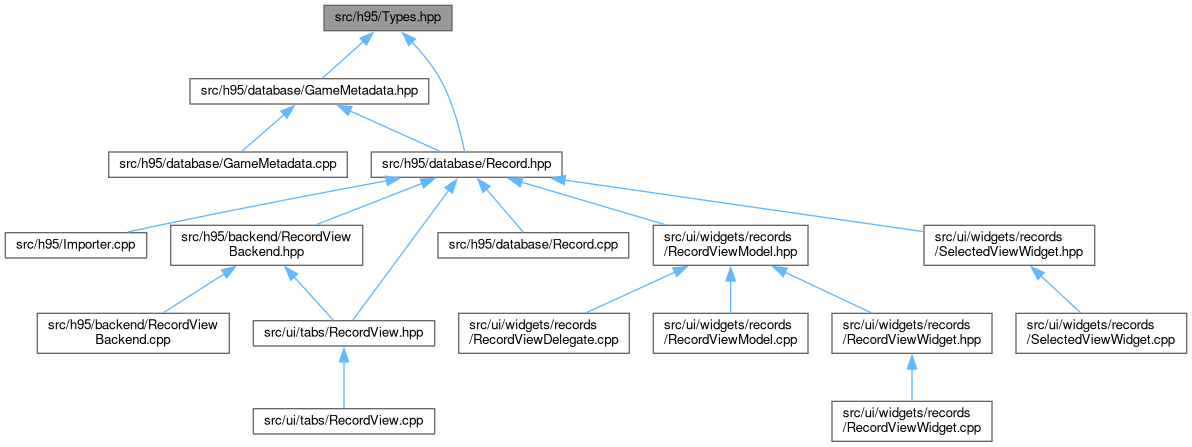 src/h95/Types.hpp
src/h95/database/GameMetadata.hpp
src/h95/database/GameMetadata.cpp
src/h95/database/Record.hpp
src/h95/Importer.cpp
src/h95/backend/RecordView
Backend.hpp
src/h95/database/Record.cpp
src/ui/widgets/records
/RecordViewModel.hpp
src/ui/widgets/records
/SelectedViewWidget.hpp
src/h95/backend/RecordView
Backend.cpp
src/ui/tabs/RecordView.hpp
src/ui/widgets/records
/RecordViewDelegate.cpp
src/ui/widgets/records
/RecordViewModel.cpp
src/ui/widgets/records
/RecordViewWidget.hpp
src/ui/widgets/records
/SelectedViewWidget.cpp
src/ui/tabs/RecordView.cpp
src/ui/widgets/records
/RecordViewWidget.cpp